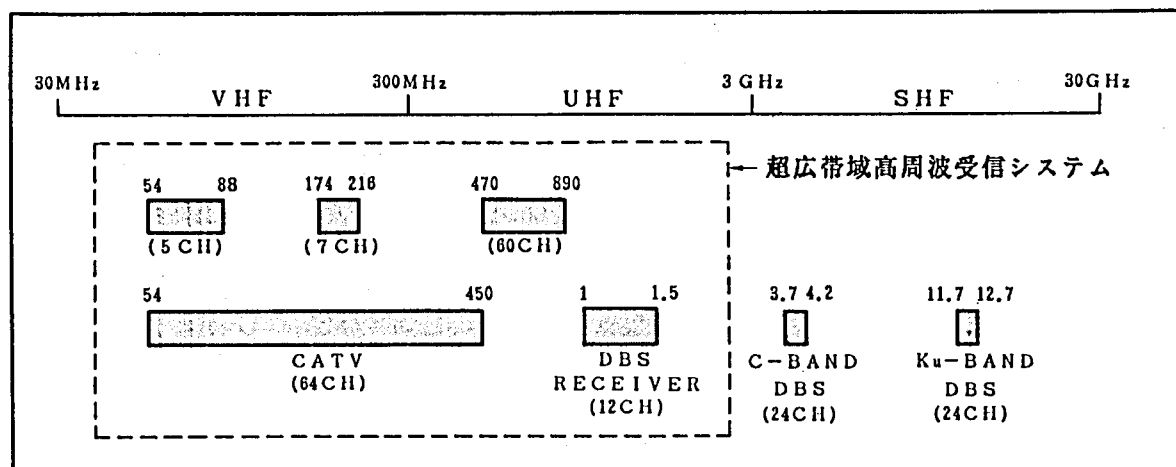 30MHz 300MHz 3GHz 30GHz
VHF UHF SHF
←超広帯域高周波受信システム
54 88 174 216 470 890
(5CH) (7CH) (60CH)
54 450 1 1.5 3.7 4.2 11.7 12.7
CATV DBS C-BAND Ku-BAND
(64CH) RECEIVER DBS DBS
(12CH) (24CH) (24CH)